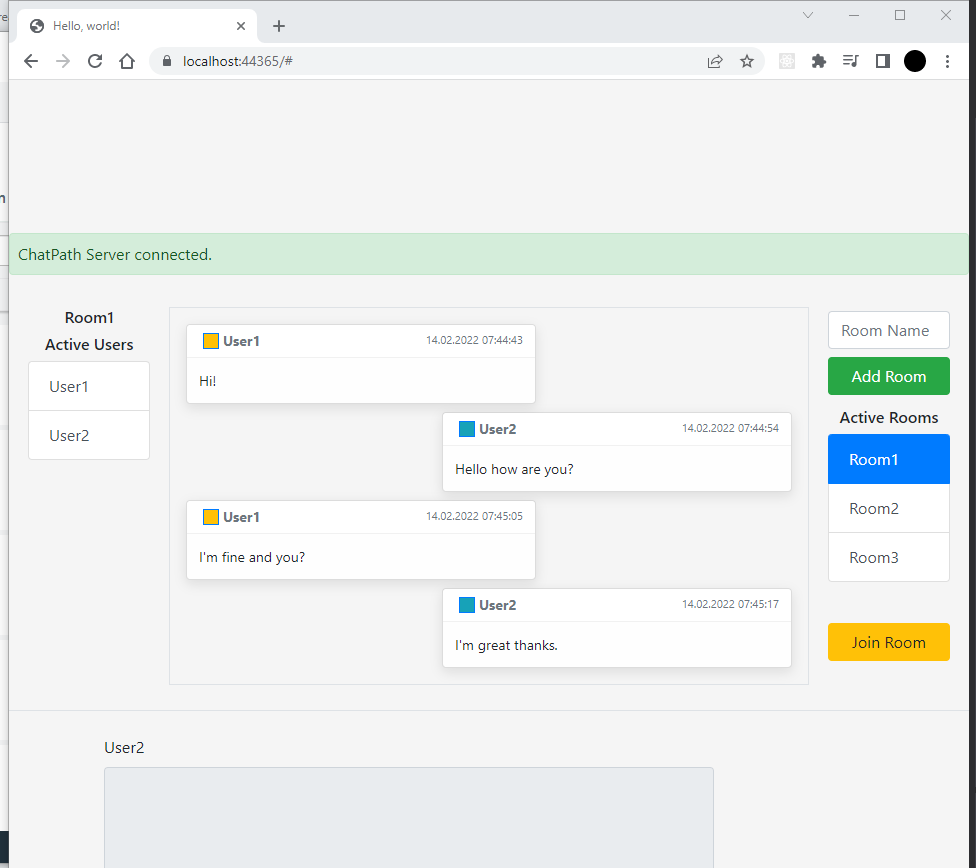 Hello, world!
localhost:44365/#
ChatPath Server connected.
Room1
Active Users
User1
User2
User1 14.02.2022 07:44:43
Hi!
User2 14.02.2022 07:44:54
Hello how are you?
User1 14.02.2022 07:45:05
I'm fine and you?
User2 14.02.2022 07:45:17
I'm great thanks.
Room Name
Add Room
Active Rooms
Room1
Room2
Room3
Join Room
User2